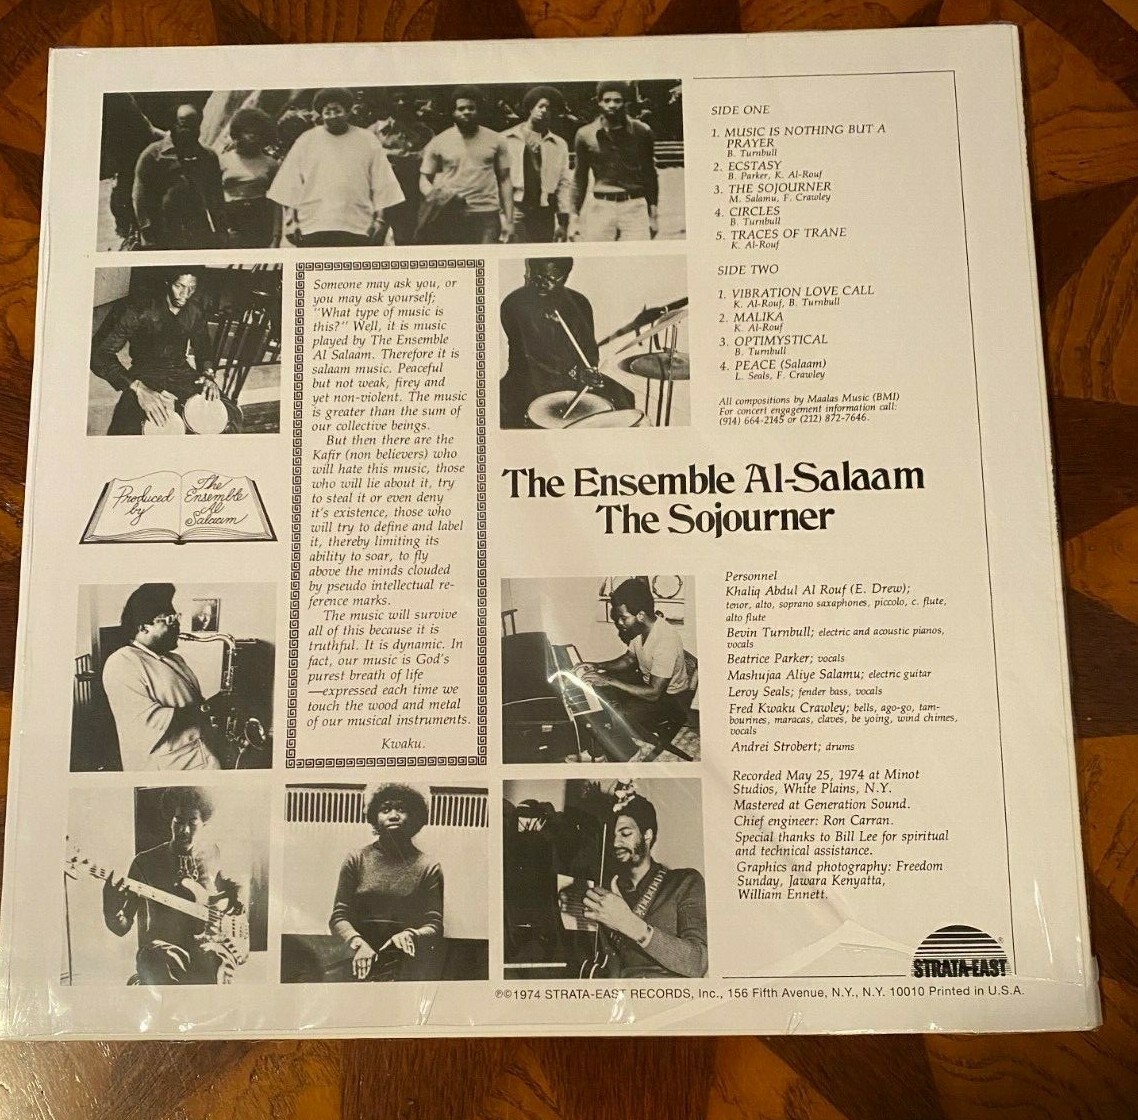 SIDE ONE
1. MUSIC IS NOTHING BUT A
PRAYER
B. Turnbull
2. ECSTASY
B. Parker, K. Al-Rouf
3. THE SOJOURNER
M. Salamu, F. Crawley
4. CIRCLES
B. Turnbull
5. TRACES OF TRANE
K. Al-Rouf
SIDE TWO
1. VIBRATION LOVE CALL
K. Al-Rouf, B. Turnbull
2. MALIKA
K. Al-Rouf
3. OPTIMYSTICAL
B. Turnbull
4. PEACE (Salaam)
L. Seals, F. Crawley
All compositions by Maalas Music (BMI)
For concert engagement information call:
(914) 664-2145 or (212) 872-7646.
Someone may ask you, or
you may ask yourself;
"What type of music is
this?" Well, it is music
played by The Ensemble
Al Salaam. Therefore it is
salaam music. Peaceful
but not weak, firey and
yet non-violent. The music
is greater than the sum of
our collective beings.
But then there are the
Kafir (non believers) who
will hate this music, those
who will lie about it, try
to steal it or even deny
it's existence, those who
will try to define and label
it, thereby limiting its
ability to soar, to fly
above the minds clouded
by pseudo intellectual re-
ference marks.
The music will survive
all of this because it is
truthful. It is dynamic. In
fact, our music is God's
purest breath of life
—expressed each time we
touch the wood and metal
of our musical instruments.
Kwaku.
Produced
by
The
Ensemble
Al
Salaam
The Ensemble Al-Salaam
The Sojourner
Personnel
Khaliq Abdul Al Rouf (E. Drew);
tenor, alto, soprano saxaphones, piccolo, c. flute,
alto flute
Bevin Turnbull; electric and acoustic pianos,
vocals
Beatrice Parker; vocals
Mashujaa Aliye Salamu; electric guitar
Leroy Seals; fender bass, vocals
Fred Kwaku Crawley; bells, ago-go, tam-
bourines, maracas, claves, be yoing, wind chimes,
vocals
Andrei Strobert; drums
Recorded May 25, 1974 at Minot
Studios, White Plains, N.Y.
Mastered at Generation Sound.
Chief engineer: Ron Carran.
Special thanks to Bill Lee for spiritual
and technical assistance.
Graphics and photography: Freedom
Sunday, Jawara Kenyatta,
William Ennett.
STRATA-EAST
®
℗©1974 STRATA-EAST RECORDS, Inc., 156 Fifth Avenue, N.Y., N.Y. 10010 Printed in U.S.A.